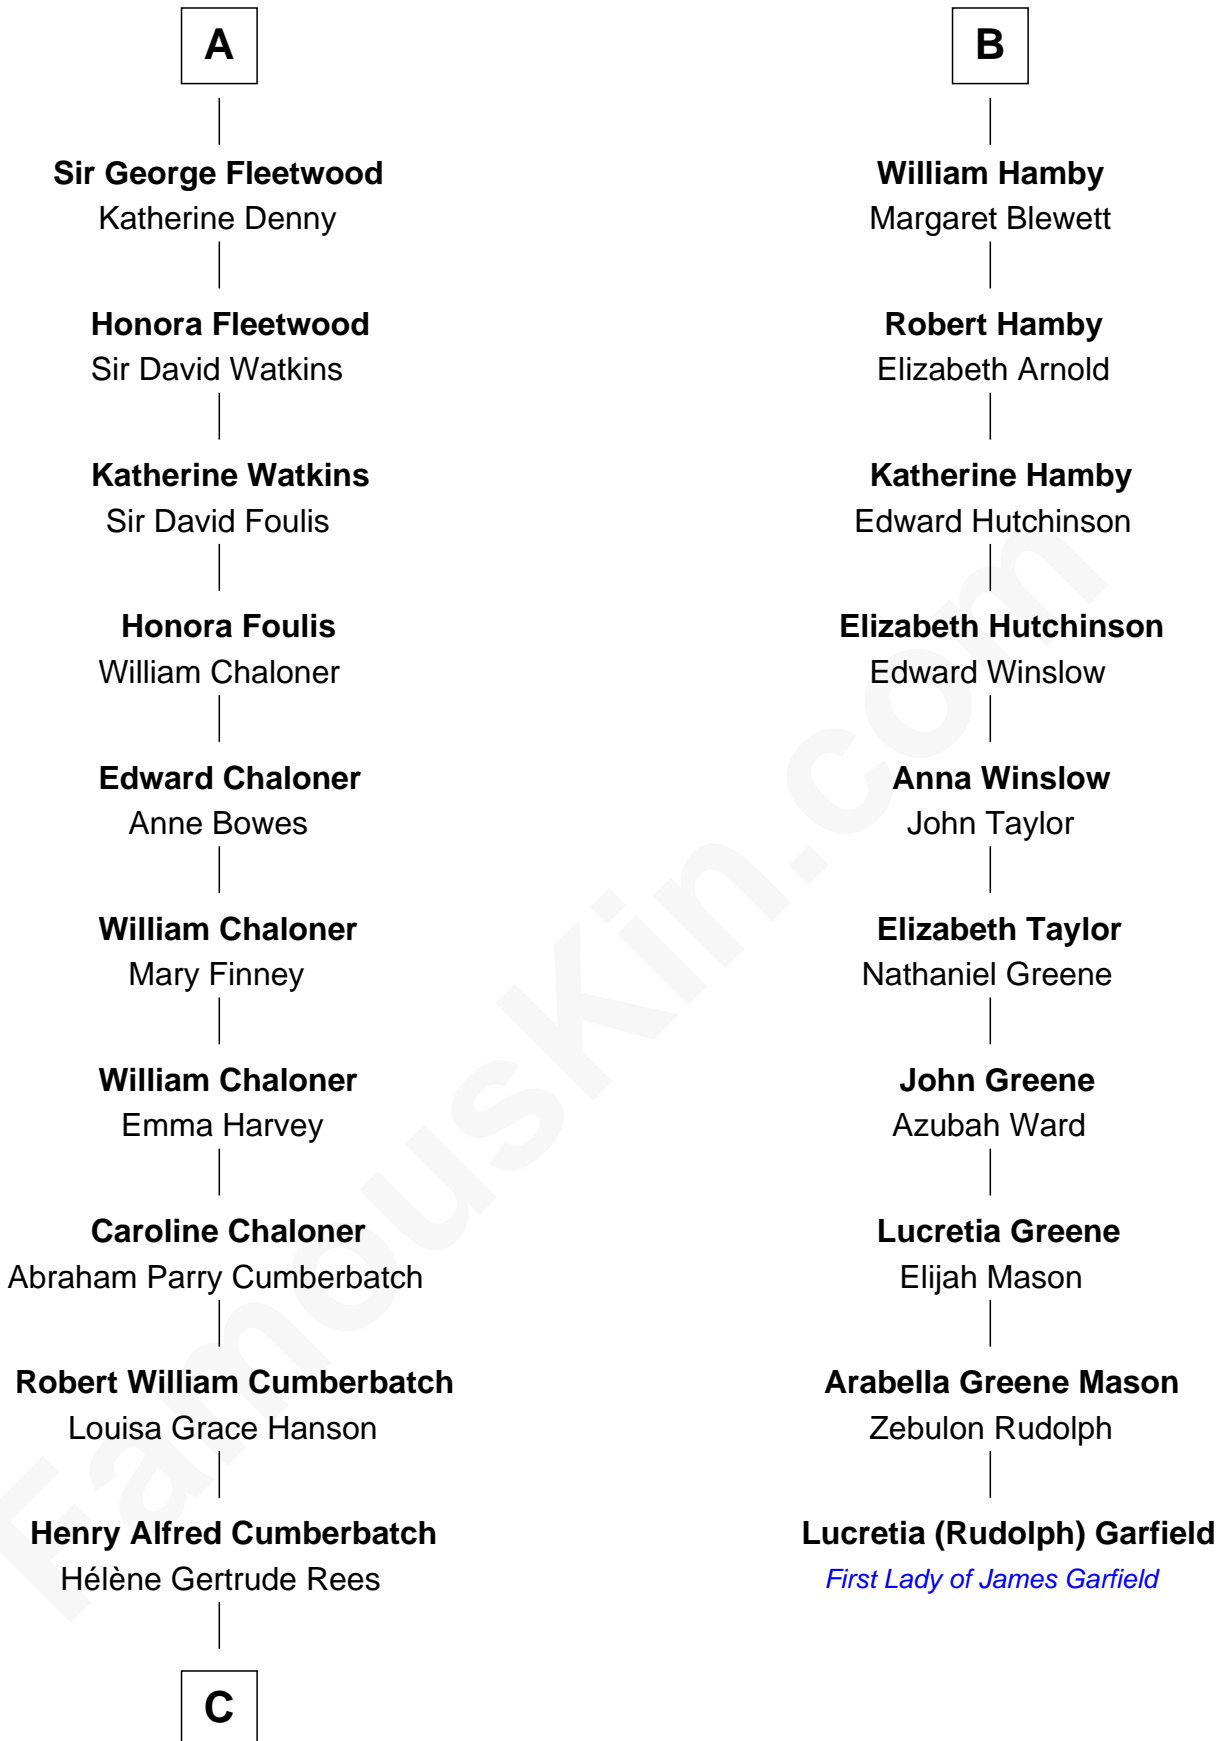 A
Sir George Fleetwood
Katherine Denny
Honora Fleetwood
Sir David Watkins
Katherine Watkins
Sir David Foulis
Honora Foulis
William Chaloner
Edward Chaloner
Anne Bowes
William Chaloner
Mary Finney
William Chaloner
Emma Harvey
Caroline Chaloner
Abraham Parry Cumberbatch
Robert William Cumberbatch
Louisa Grace Hanson
Henry Alfred Cumberbatch
Hélène Gertrude Rees
C
B
William Hamby
Margaret Blewett
Robert Hamby
Elizabeth Arnold
Katherine Hamby
Edward Hutchinson
Elizabeth Hutchinson
Edward Winslow
Anna Winslow
John Taylor
Elizabeth Taylor
Nathaniel Greene
John Greene
Azubah Ward
Lucretia Greene
Elijah Mason
Arabella Greene Mason
Zebulon Rudolph
Lucretia (Rudolph) Garfield
First Lady of James Garfield
FamousKin.com